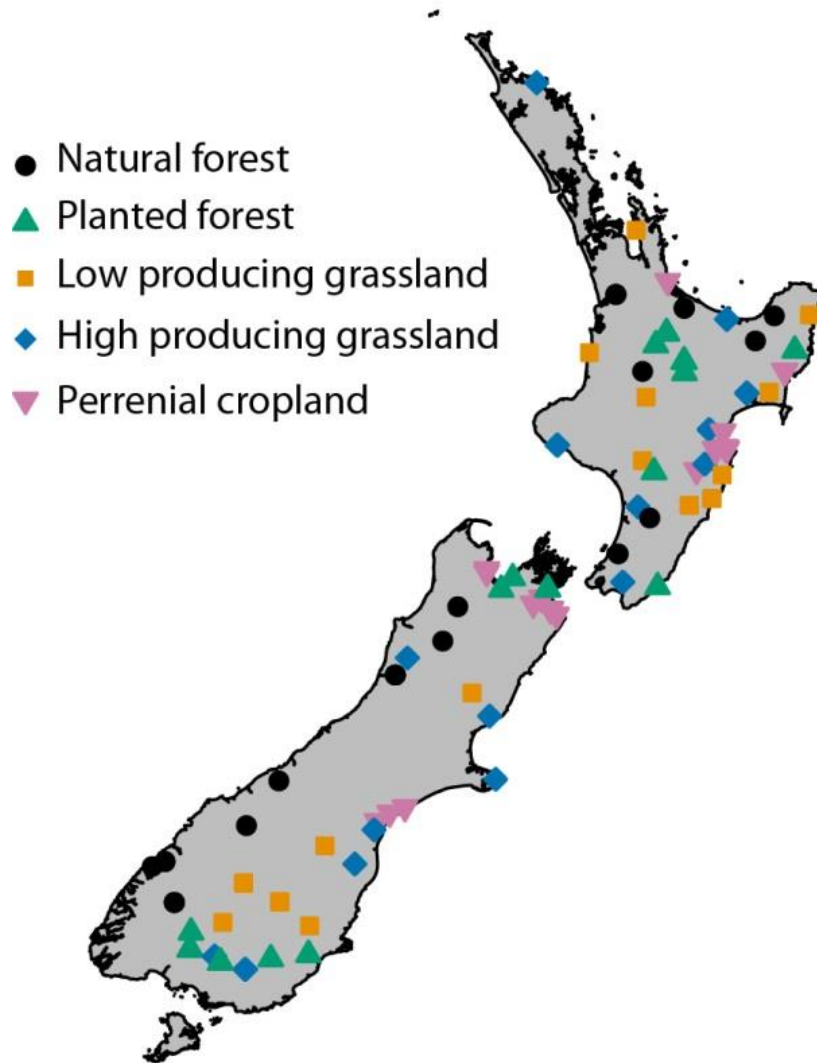 Natural forest
Planted forest
Low producing grassland
High producing grassland
Perrenial cropland